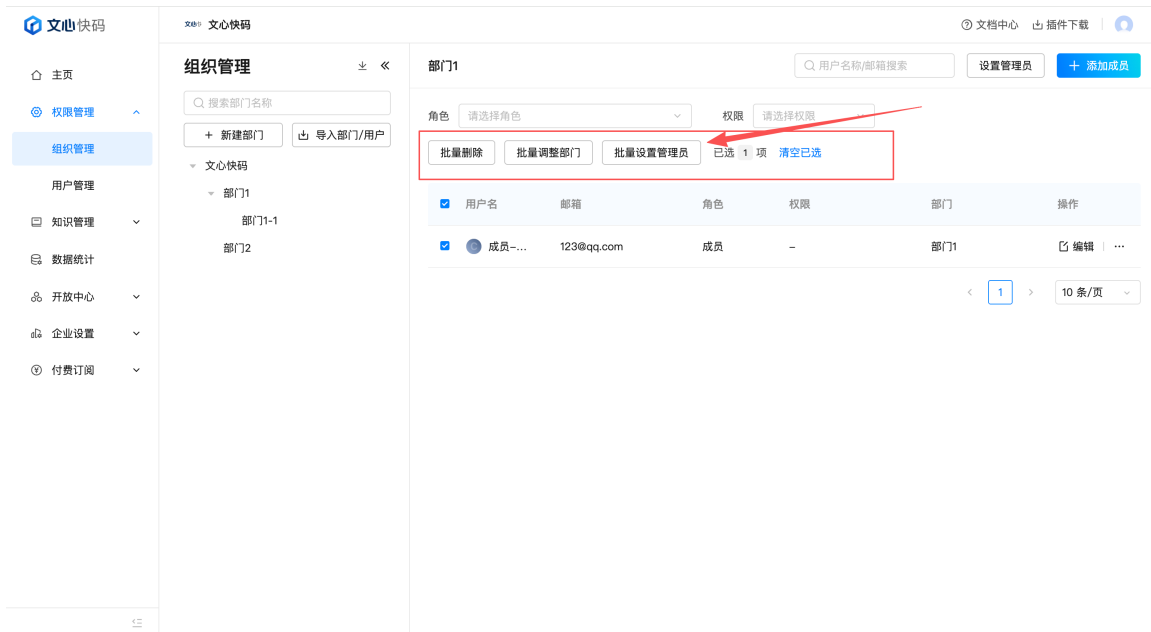 文心快码
文心快码 文心快码
文档中心 插件下载
主页
权限管理
组织管理
用户管理
知识管理
数据统计
开放中心
企业设置
付费订阅
组织管理
搜索部门名称
+ 新建部门 导入部门/用户
文心快码
部门1
部门1-1
部门2
部门1 用户名称/邮箱搜索 设置管理员 + 添加成员
角色 请选择角色 权限 请选择权限
批量删除 批量调整部门 批量设置管理员 已选 1 项 清空已选
用户名 邮箱 角色 权限 部门 操作
C 成员-... 123@qq.com 成员 – 部门1 编辑 ···
< 1 > 10 条/页